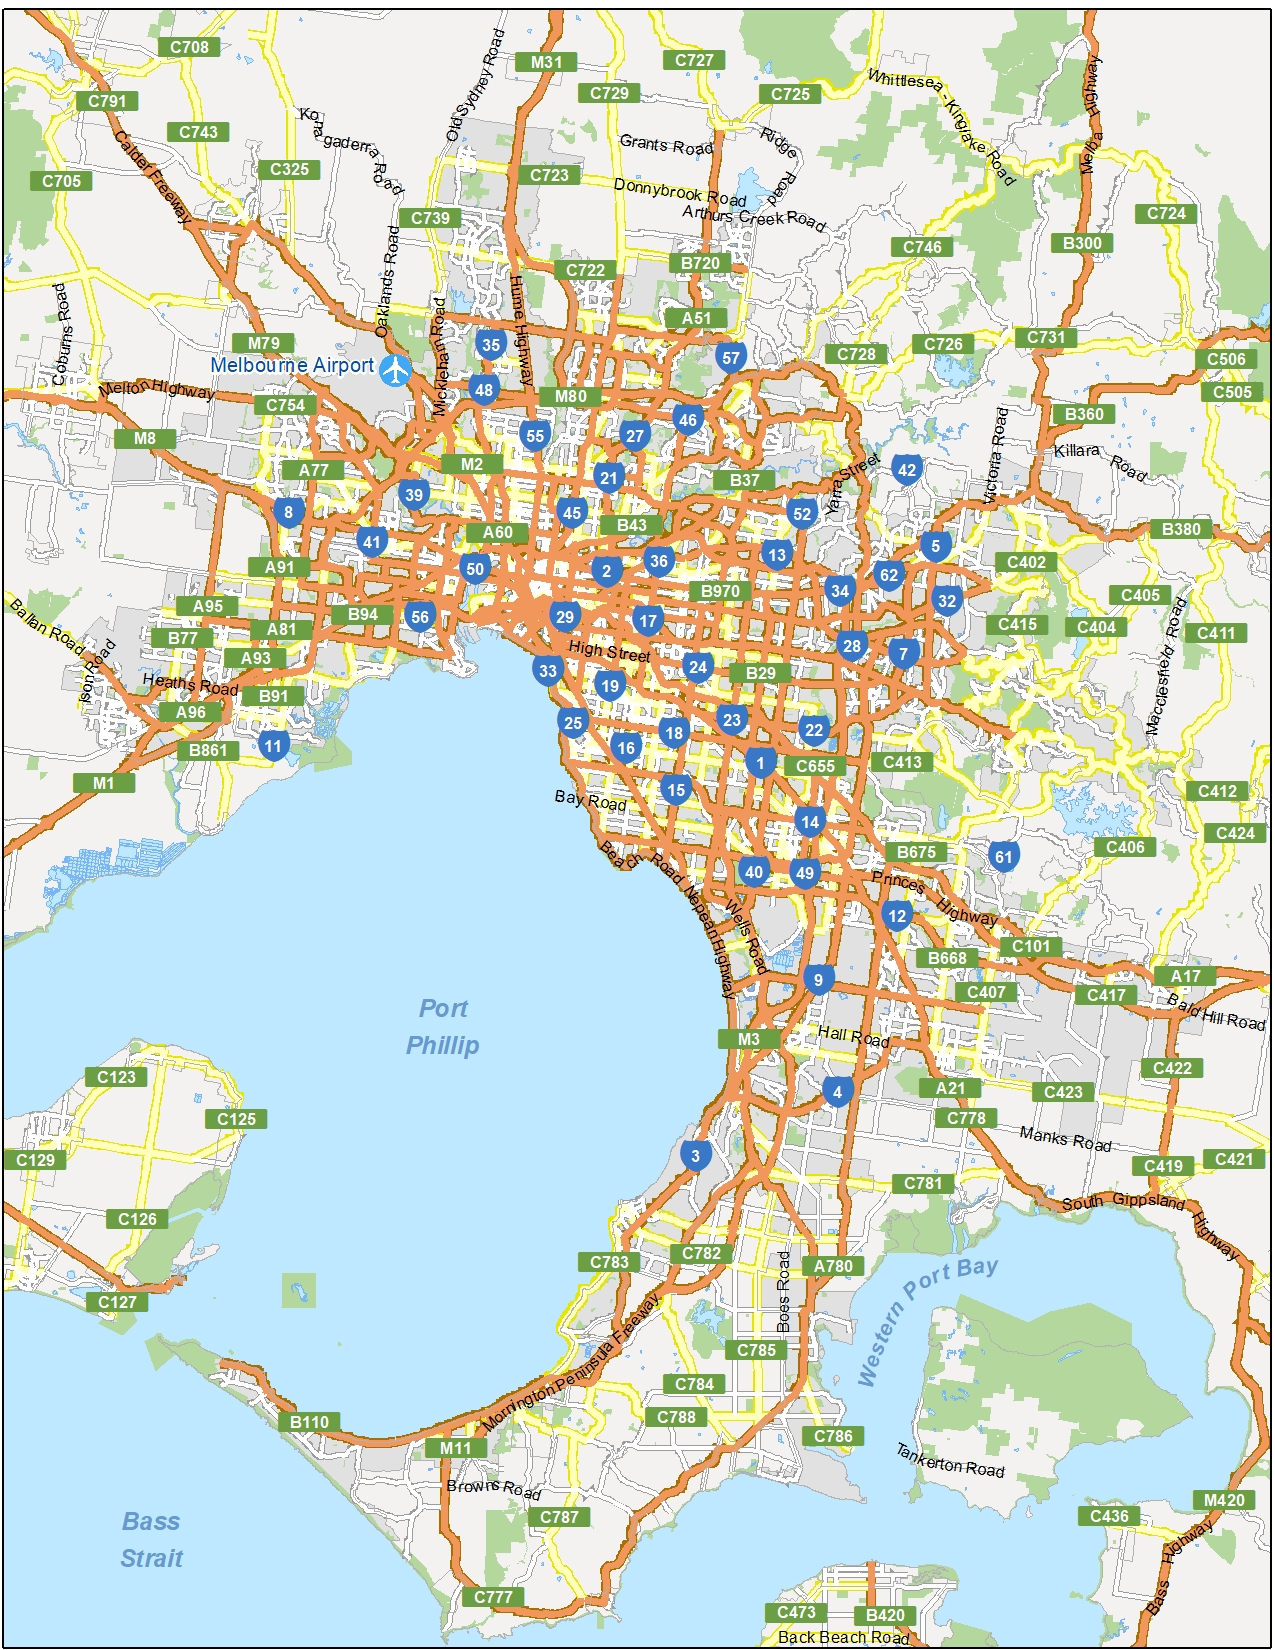 C708
M31
C727
C791
C729
C725
Whittlesea - Kinglake Road
Melba Highway
Old Sydney Road
C743
Konagaderra Road
Calder Freeway
Grants Road
Ridge Road
C705
C325
C723
Donnybrook Road
Arthurs Creek Road
C739
C724
C746
B300
Oaklands Road
C722
B720
Coburns Road
Mickleham Road
Hume Highway
A51
M79
35
57
C728
C726
C731
C506
Melbourne Airport
48
C505
Melton Highway
C754
M80
46
B360
M8
55
27
Victoria Road
Killara Road
A77
M2
21
B37
Yarra Street
42
39
8
45
52
41
A60
B43
B380
5
A91
50
2
36
13
62
C402
34
B970
32
C405
A95
B94
56
29
17
Ballan Road
B77
A81
C415
C404
C411
28
7
ison Road
A93
High Street
33
24
B29
Macclesfield Road
Heaths Road
B91
19
A96
25
23
18
22
B861
11
16
1
C655
C413
M1
15
C412
Bay Road
14
C424
Beach Road
B675
61
C406
40
49
Princes Highway
Nepean Highway
Wells Road
12
C101
B668
9
A17
C407
C417
Bald Hill Road
Port
Phillip
M3
Hall Road
C123
4
A21
C423
C422
C125
C778
Manks Road
3
C129
C781
C419
C421
C126
South Gippsland Highway
C783
C782
A780
Western Port Bay
C127
Boes Road
Mornington Peninsula Freeway
C785
C784
B110
C788
C786
M11
Tankerton Road
Browns Road
M420
Bass
Strait
C787
C436
Bass Highway
C777
C473
B420
Back Beach Road